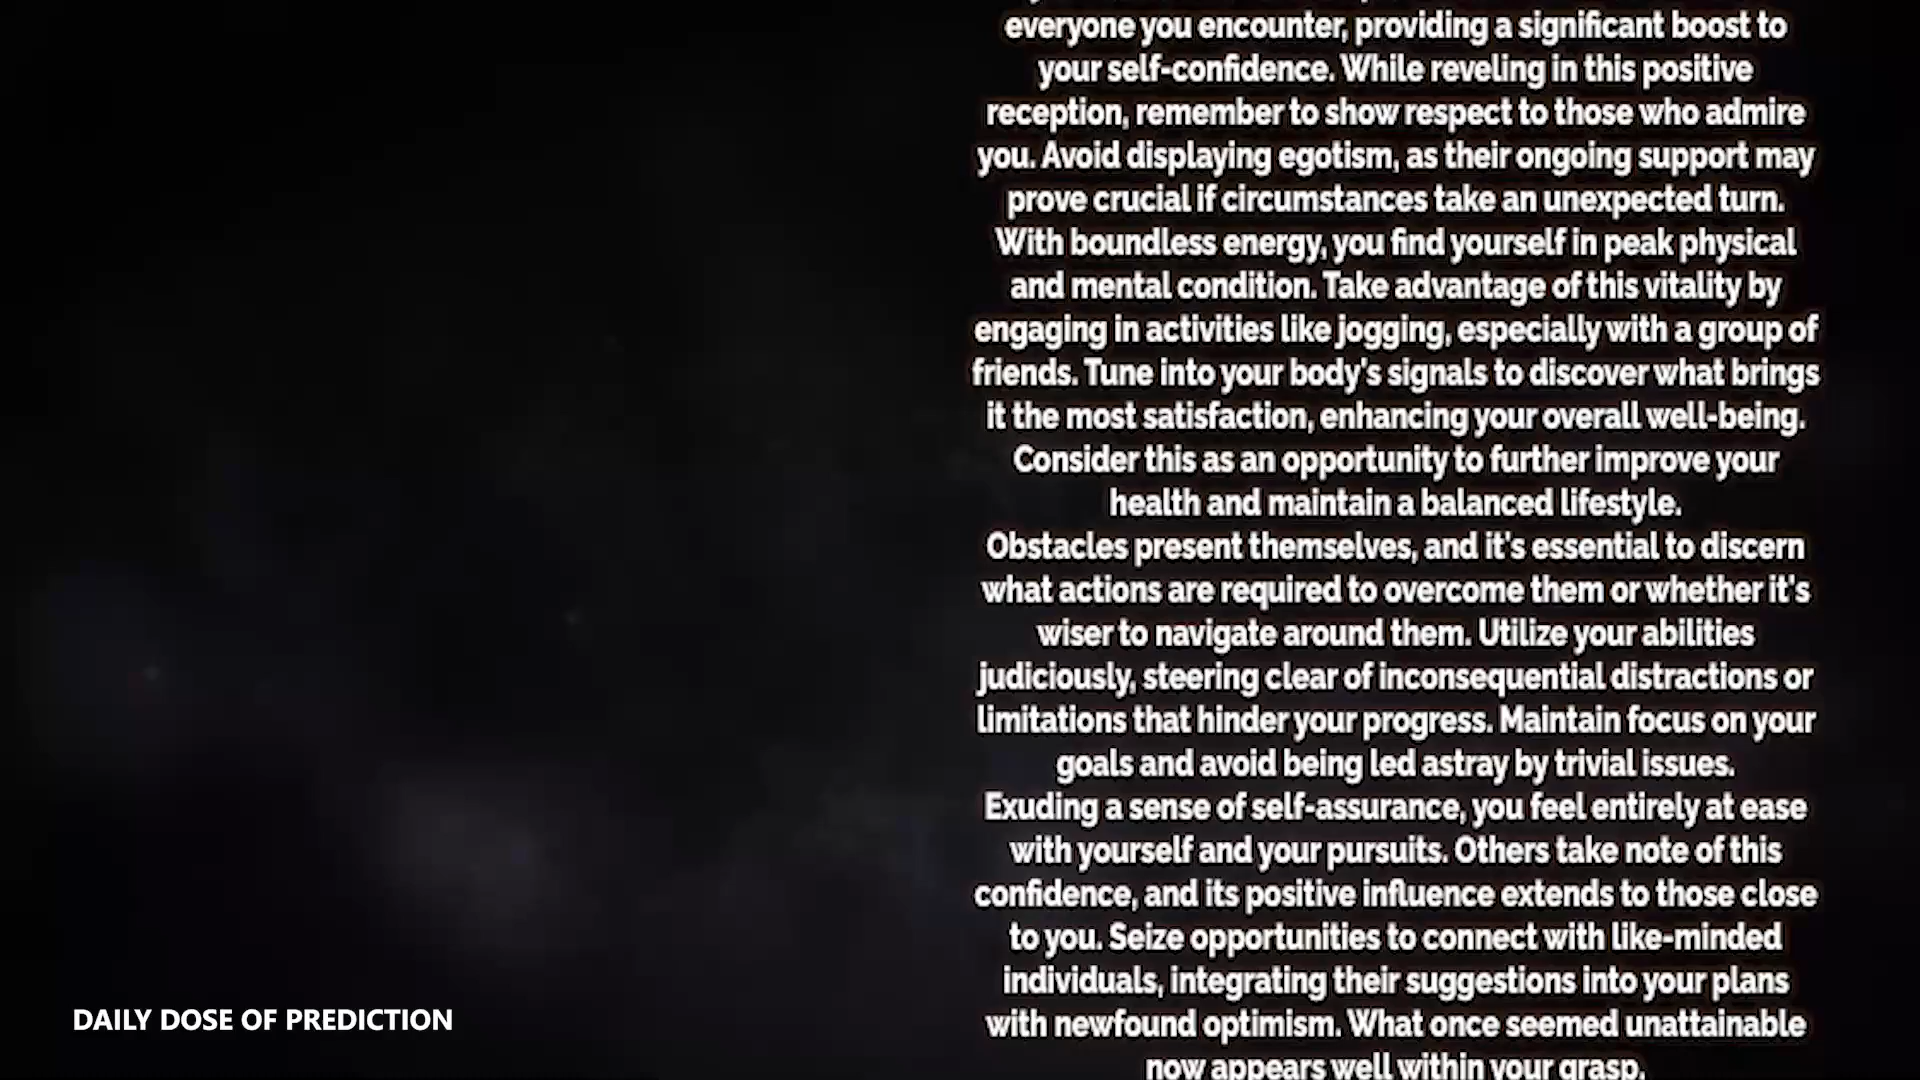 everyone you encounter, providing a significant boost to
your self-confidence. While reveling in this positive
reception, remember to show respect to those who admire
you. Avoid displaying egotism, as their ongoing support may
prove crucial if circumstances take an unexpected turn.
With boundless energy, you find yourself in peak physical
and mental condition. Take advantage of this vitality by
engaging in activities like jogging, especially with a group of
friends. Tune into your body's signals to discover what brings
it the most satisfaction, enhancing your overall well-being.
Consider this as an opportunity to further improve your
health and maintain a balanced lifestyle.
Obstacles present themselves, and it's essential to discern
what actions are required to overcome them or whether it's
wiser to navigate around them. Utilize your abilities
judiciously, steering clear of inconsequential distractions or
limitations that hinder your progress. Maintain focus on your
goals and avoid being led astray by trivial issues.
Exuding a sense of self-assurance, you feel entirely at ease
with yourself and your pursuits. Others take note of this
confidence, and its positive influence extends to those close
to you. Seize opportunities to connect with like-minded
individuals, integrating their suggestions into your plans
with newfound optimism. What once seemed unattainable
now appears well within your grasp.
DAILY DOSE OF PREDICTION